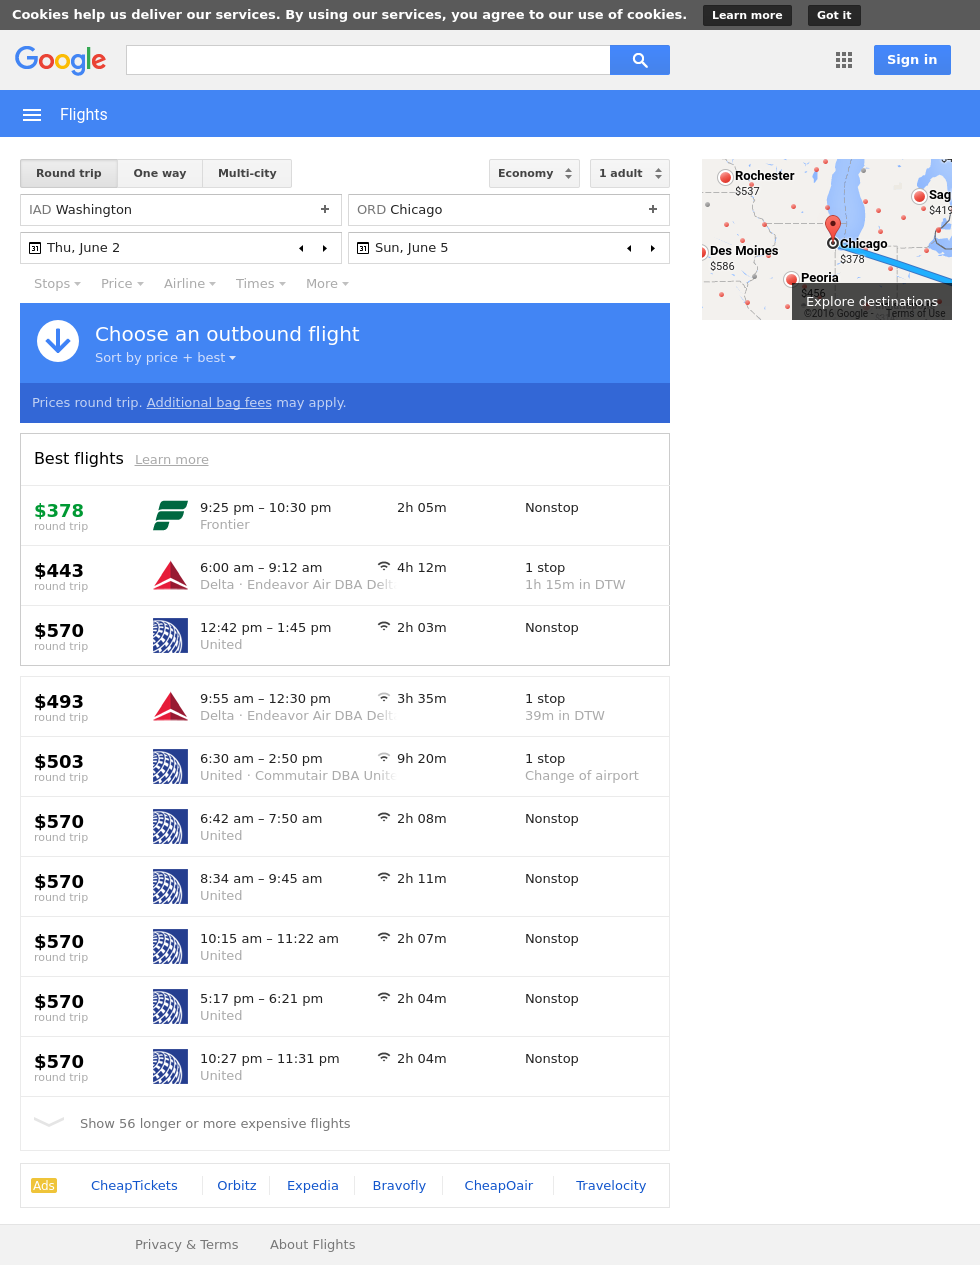 Cookies help us deliver our services. By using our services, you agree to our use of cookies. Learn more Got it
Google Sign in
Flights
Round trip One way Multi-city Economy 1 adult
IAD Washington + ORD Chicago +
31 Thu, June 2 31 Sun, June 5
Stops Price Airline Times More
Choose an outbound flight
Sort by price + best
Prices round trip. Additional bag fees may apply.
Rochester
$537
Sag
$419
Chicago
$378
Des Moines
$586
Peoria
$456
Explore destinations
©2016 Google - Terms of Use
Best flights Learn more
$378 9:25 pm – 10:30 pm 2h 05m Nonstop
round trip Frontier
$443 6:00 am – 9:12 am 4h 12m 1 stop
round trip Delta · Endeavor Air DBA Delt 1h 15m in DTW
$570 12:42 pm – 1:45 pm 2h 03m Nonstop
round trip United
$493 9:55 am – 12:30 pm 3h 35m 1 stop
round trip Delta · Endeavor Air DBA Delt 39m in DTW
$503 6:30 am – 2:50 pm 9h 20m 1 stop
round trip United · Commutair DBA Unite Change of airport
$570 6:42 am – 7:50 am 2h 08m Nonstop
round trip United
$570 8:34 am – 9:45 am 2h 11m Nonstop
round trip United
$570 10:15 am – 11:22 am 2h 07m Nonstop
round trip United
$570 5:17 pm – 6:21 pm 2h 04m Nonstop
round trip United
$570 10:27 pm – 11:31 pm 2h 04m Nonstop
round trip United
Show 56 longer or more expensive flights
Ads CheapTickets Orbitz Expedia Bravofly CheapOair Travelocity
Privacy & Terms About Flights